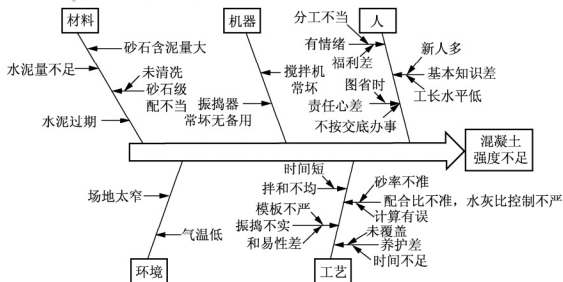 材料
机器
人
砂石含泥量大
水泥量不足
未清冼
砂石级
配不当
水泥过期
搅拌机
常坏
振捣器
常坏无备用
分工不当
有情绪
福利差
新人多
基本知识差
工长水平低
图省时
责任心差
不按交底办事
混凝土
强度不足
场地太窄
气温低
环境
时间短
拌和不均
砂率不准
配合比不准，水灰比控制不严
计算有误
模板不严
振捣不实
和易性差
未覆盖
养护差
时间不足
工艺